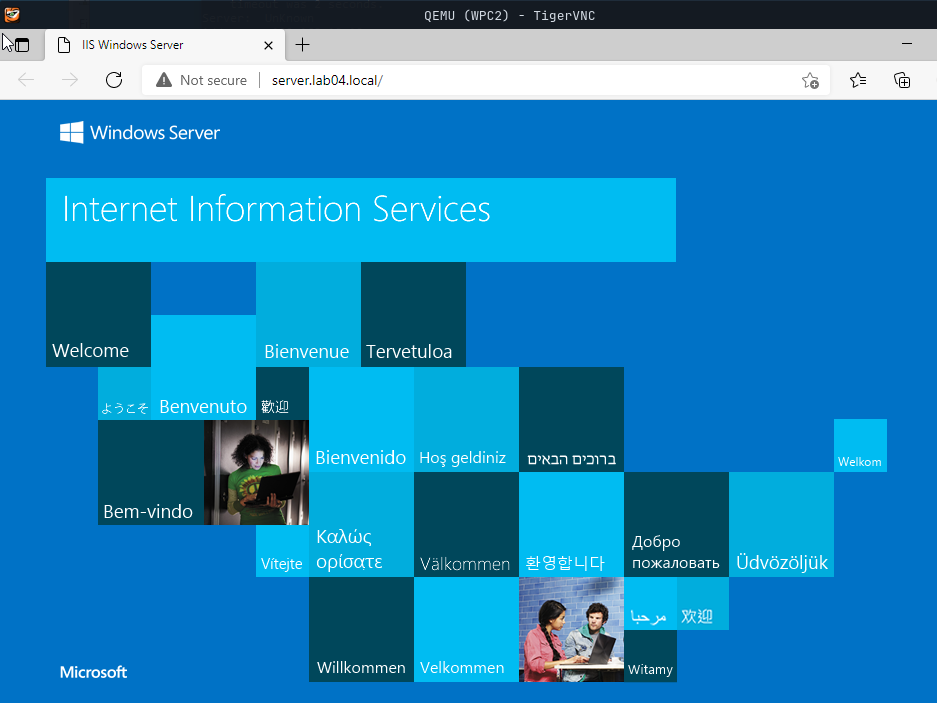 QEMU (WPC2) - TigerVNC
IIS Windows Server
Not secure
server.lab04.local/
Windows Server
Internet Information Services
Welcome
Bienvenue
Tervetuloa
ようこそ
Benvenuto
歡迎
Bienvenido
Hoş geldiniz
ברוכים הבאים
Welkom
Bem-vindo
Vítejte
Καλώς
ορίσατε
Välkommen
환영합니다
Добро
пожаловать
Üdvözöljük
Willkommen
Velkommen
مرحبا
欢迎
Witamy
Microsoft